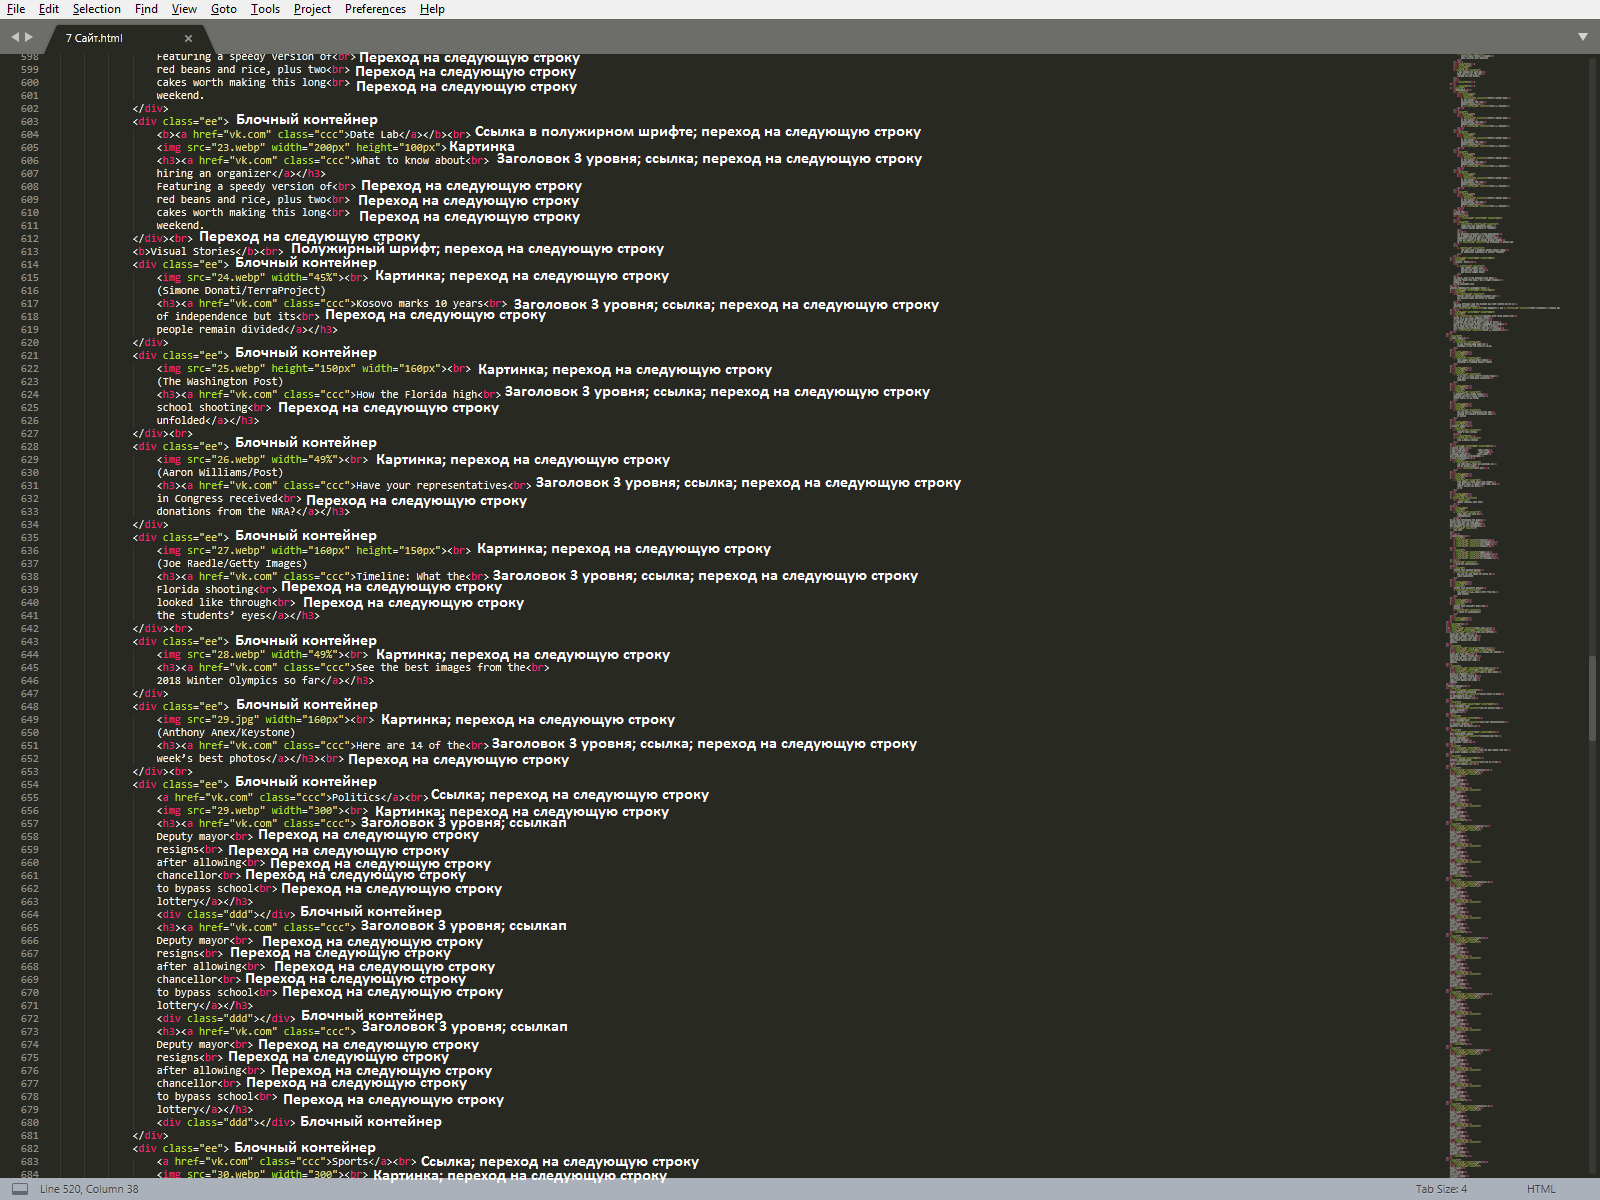 File Edit Selection Find View Goto Tools Project Preferences Help
7 Сайт.html ×
598 Featuring a speedy version of<br> Переход на следующую строку
599 red beans and rice, plus two<br> Переход на следующую строку
600 cakes worth making this long<br> Переход на следующую строку
601 weekend.
602 </div>
603 <div class="ee"> Блочный контейнер
604 <b><a href="vk.com" class="ccc">Date Lab</a></b><br> Ссылка в полужирном шрифте; переход на следующую строку
605 <img src="23.webp" width="200px" height="100px"> Картинка
606 <h3><a href="vk.com" class="ccc">What to know about<br> Заголовок 3 уровня; ссылка; переход на следующую строку
607 hiring an organizer</a></h3>
608 Featuring a speedy version of<br> Переход на следующую строку
609 red beans and rice, plus two<br> Переход на следующую строку
610 cakes worth making this long<br> Переход на следующую строку
611 weekend.
612 </div><br> Переход на следующую строку
613 <b>Visual Stories</b><br> Полужирный шрифт; переход на следующую строку
614 <div class="ee"> Блочный контейнер
615 <img src="24.webp" width="45%"><br> Картинка; переход на следующую строку
616 (Simone Donati/TerraProject)
617 <h3><a href="vk.com" class="ccc">Kosovo marks 10 years<br> Заголовок 3 уровня; ссылка; переход на следующую строку
618 of independence but its<br> Переход на следующую строку
619 people remain divided</a></h3>
620 </div>
621 <div class="ee"> Блочный контейнер
622 <img src="25.webp" height="150px" width="160px"><br> Картинка; переход на следующую строку
623 (The Washington Post)
624 <h3><a href="vk.com" class="ccc">How the Florida high<br> Заголовок 3 уровня; ссылка; переход на следующую строку
625 school shooting<br> Переход на следующую строку
626 unfolded</a></h3>
627 </div><br>
628 <div class="ee"> Блочный контейнер
629 <img src="26.webp" width="49%"><br> Картинка; переход на следующую строку
630 (Aaron Williams/Post)
631 <h3><a href="vk.com" class="ccc">Have your representatives<br> Заголовок 3 уровня; ссылка; переход на следующую строку
632 in Congress received<br> Переход на следующую строку
633 donations from the NRA?</a></h3>
634 </div>
635 <div class="ee"> Блочный контейнер
636 <img src="27.webp" width="160px" height="150px"><br> Картинка; переход на следующую строку
637 (Joe Raedle/Getty Images)
638 <h3><a href="vk.com" class="ccc">Timeline: What the<br> Заголовок 3 уровня; ссылка; переход на следующую строку
639 Florida shooting<br> Переход на следующую строку
640 looked like through<br> Переход на следующую строку
641 the students’ eyes</a></h3>
642 </div><br>
643 <div class="ee"> Блочный контейнер
644 <img src="28.webp" width="49%"><br> Картинка; переход на следующую строку
645 <h3><a href="vk.com" class="ccc">See the best images from the<br>
646 2018 Winter Olympics so far</a></h3>
647 </div>
648 <div class="ee"> Блочный контейнер
649 <img src="29.jpg" width="160px"><br> Картинка; переход на следующую строку
650 (Anthony Anex/Keystone)
651 <h3><a href="vk.com" class="ccc">Here are 14 of the<br> Заголовок 3 уровня; ссылка; переход на следующую строку
652 week’s best photos</a></h3><br> Переход на следующую строку
653 </div><br>
654 <div class="ee"> Блочный контейнер
655 <a href="vk.com" class="ccc">Politics</a><br> Ссылка; переход на следующую строку
656 <img src="29.webp" width="300"><br> Картинка; переход на следующую строку
657 <h3><a href="vk.com" class="ccc"> Заголовок 3 уровня; ссылкап
658 Deputy mayor<br> Переход на следующую строку
659 resigns<br> Переход на следующую строку
660 after allowing<br> Переход на следующую строку
661 chancellor<br> Переход на следующую строку
662 to bypass school<br> Переход на следующую строку
663 lottery</a></h3>
664 <div class="ddd"></div> Блочный контейнер
665 <h3><a href="vk.com" class="ccc"> Заголовок 3 уровня; ссылкап
666 Deputy mayor<br> Переход на следующую строку
667 resigns<br> Переход на следующую строку
668 after allowing<br> Переход на следующую строку
669 chancellor<br> Переход на следующую строку
670 to bypass school<br> Переход на следующую строку
671 lottery</a></h3>
672 <div class="ddd"></div> Блочный контейнер
673 <h3><a href="vk.com" class="ccc"> Заголовок 3 уровня; ссылкап
674 Deputy mayor<br> Переход на следующую строку
675 resigns<br> Переход на следующую строку
676 after allowing<br> Переход на следующую строку
677 chancellor<br> Переход на следующую строку
678 to bypass school<br> Переход на следующую строку
679 lottery</a></h3>
680 <div class="ddd"></div> Блочный контейнер
681 </div>
682 <div class="ee"> Блочный контейнер
683 <a href="vk.com" class="ccc">Sports</a><br> Ссылка; переход на следующую строку
684 <img src="30.webp" width="300"><br> Картинка; переход на следующую строку
Line 520, Column 38 Tab Size: 4 HTML